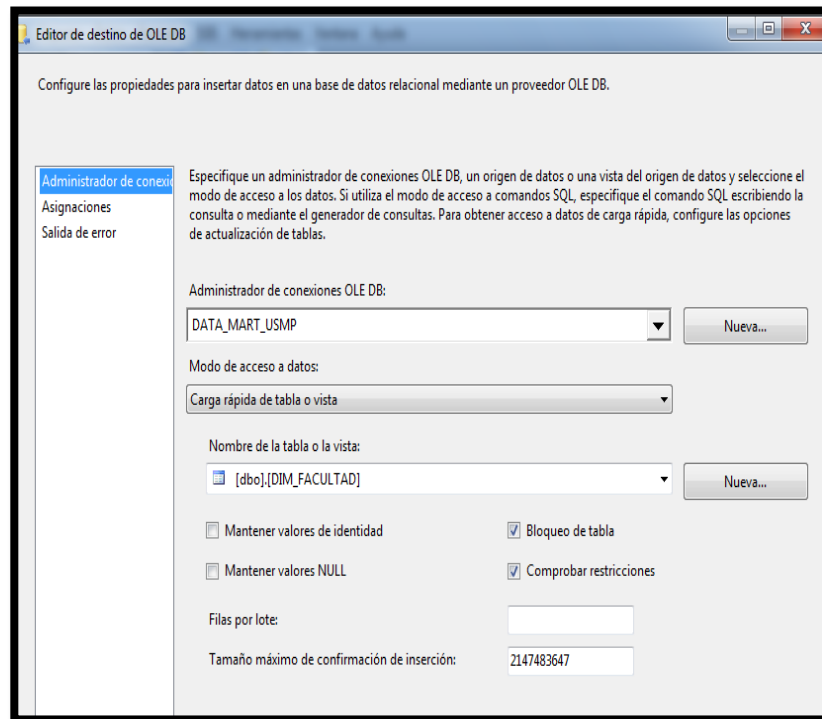 Editor de destino de OLE DB
Configure las propiedades para insertar datos en una base de datos relacional mediante un proveedor OLE DB.
Administrador de conexi
Asignaciones
Salida de error
Especifique un administrador de conexiones OLE DB, un origen de datos o una vista del origen de datos y seleccione el
modo de acceso a los datos. Si utiliza el modo de acceso a comandos SQL, especifique el comando SQL escribiendo la
consulta o mediante el generador de consultas. Para obtener acceso a datos de carga rápida, configure las opciones
de actualización de tablas.
Administrador de conexiones OLE DB:
DATA_MART_USMP
Nueva...
Modo de acceso a datos:
Carga rápida de tabla o vista
Nombre de la tabla o la vista:
[dbo].[DIM_FACULTAD]
Nueva...
Mantener valores de identidad
Bloqueo de tabla
Mantener valores NULL
Comprobar restricciones
Filas por lote:
Tamaño máximo de confirmación de inserción:
2147483647